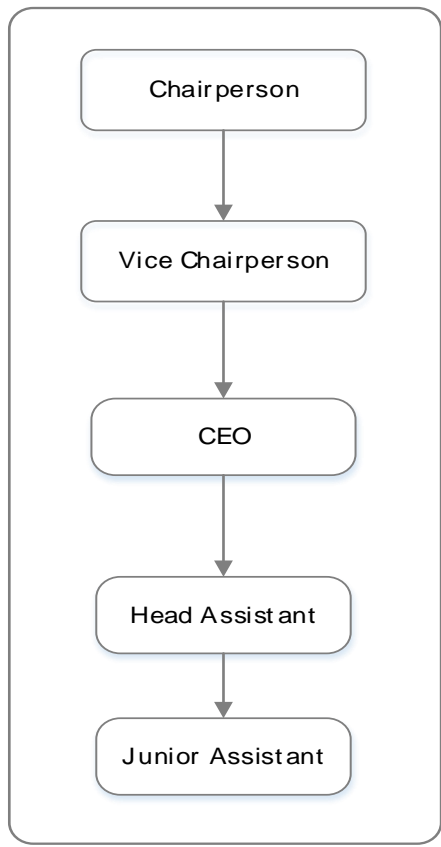 Chairperson
Vice Chairperson
CEO
Head Assistant
Junior Assistant